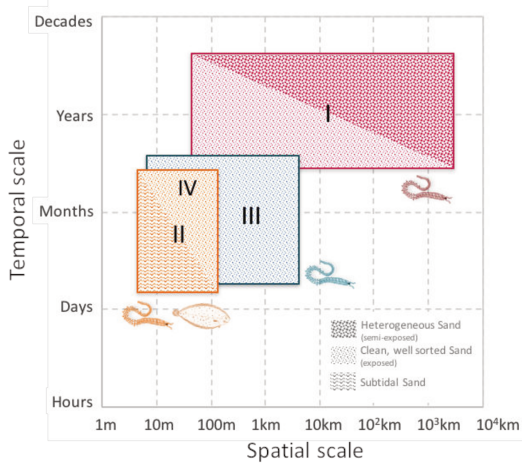 Decades
Years
Months
Days
Hours
Temporal scale
I
IV
II
III
Heterogeneous Sand
(semi-exposed)
Clean, well sorted Sand
(exposed)
Subtidal Sand
1m 10m 100m 1km 10km 10²km 10³km 10⁴km
Spatial scale